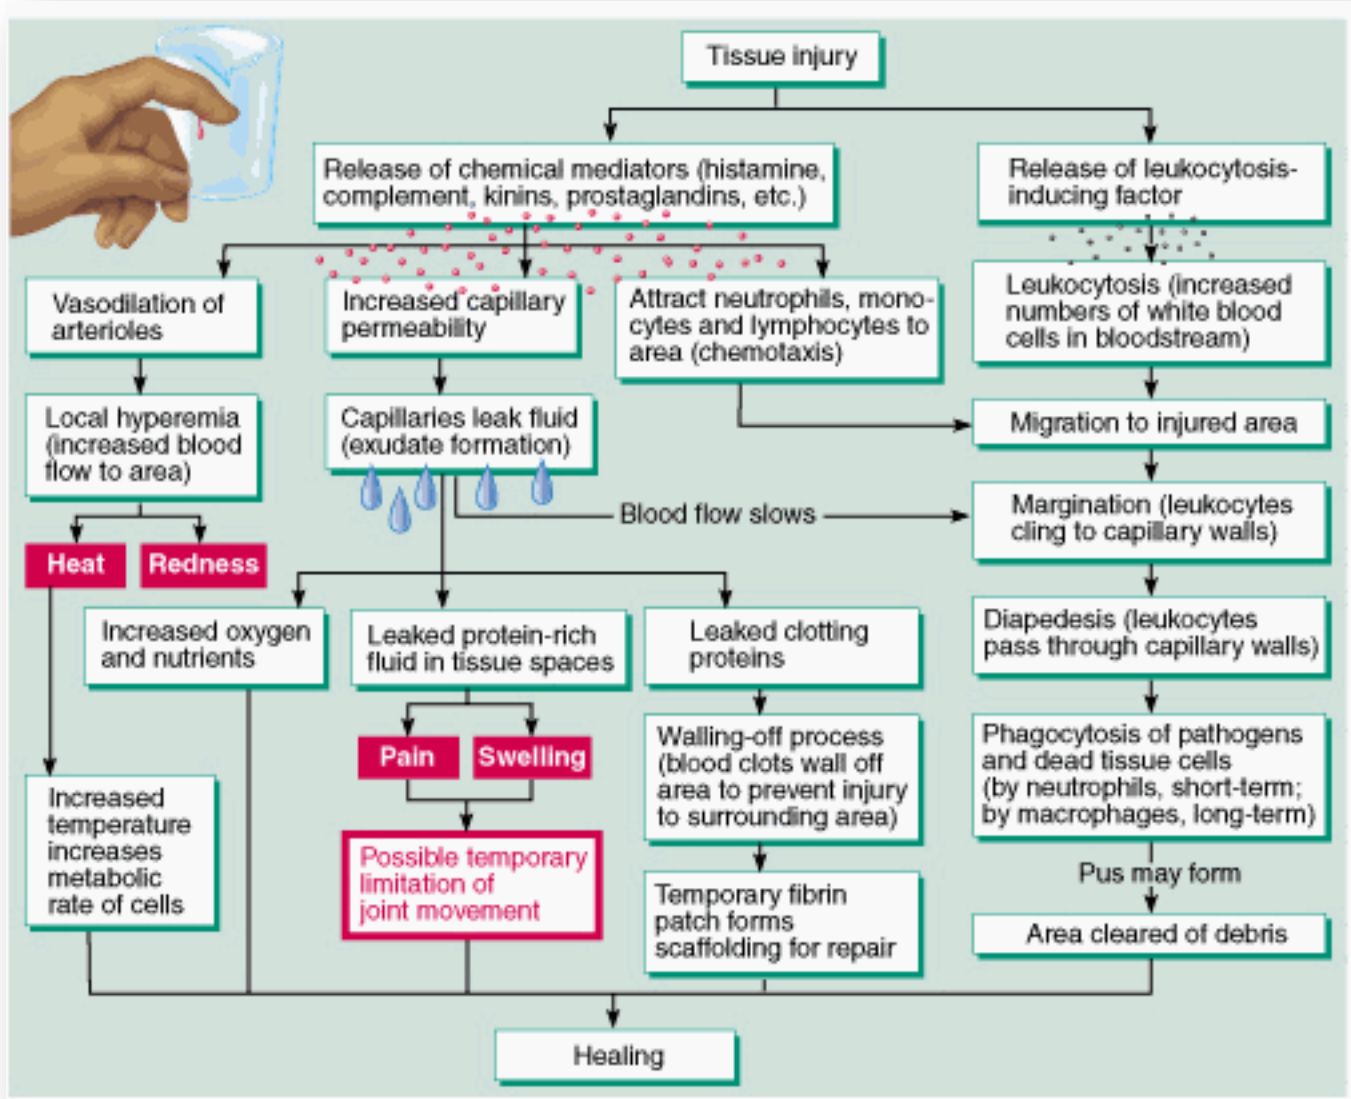 Tissue injury
Release of chemical mediators (histamine,
complement, kinins, prostaglandins, etc.)
Release of leukocytosis-
inducing factor
Vasodilation of
arterioles
Increased capillary
permeability
Attract neutrophils, mono-
cytes and lymphocytes to
area (chemotaxis)
Leukocytosis (increased
numbers of white blood
cells in bloodstream)
Local hyperemia
(increased blood
flow to area)
Capillaries leak fluid
(exudate formation)
Migration to injured area
Blood flow slows
Margination (leukocytes
cling to capillary walls)
Heat
Redness
Increased oxygen
and nutrients
Leaked protein-rich
fluid in tissue spaces
Leaked clotting
proteins
Diapedesis (leukocytes
pass through capillary walls)
Pain
Swelling
Walling-off process
(blood clots wall off
area to prevent injury
to surrounding area)
Phagocytosis of pathogens
and dead tissue cells
(by neutrophils, short-term;
by macrophages, long-term)
Increased
temperature
increases
metabolic
rate of cells
Possible temporary
limitation of
joint movement
Temporary fibrin
patch forms
scaffolding for repair
Pus may form
Area cleared of debris
Healing